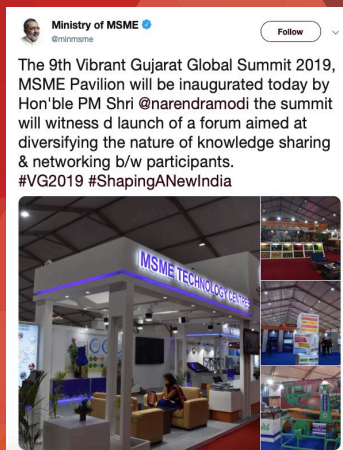 Ministry of MSME
@minmsme
Follow
The 9th Vibrant Gujarat Global Summit 2019,
MSME Pavilion will be inaugurated today by
Hon'ble PM Shri @narendramodi the summit
will witness d launch of a forum aimed at
diversifying the nature of knowledge sharing
& networking b/w participants.
#VG2019 #ShapingANewIndia
MSME TECHNOLOGY CENTRES